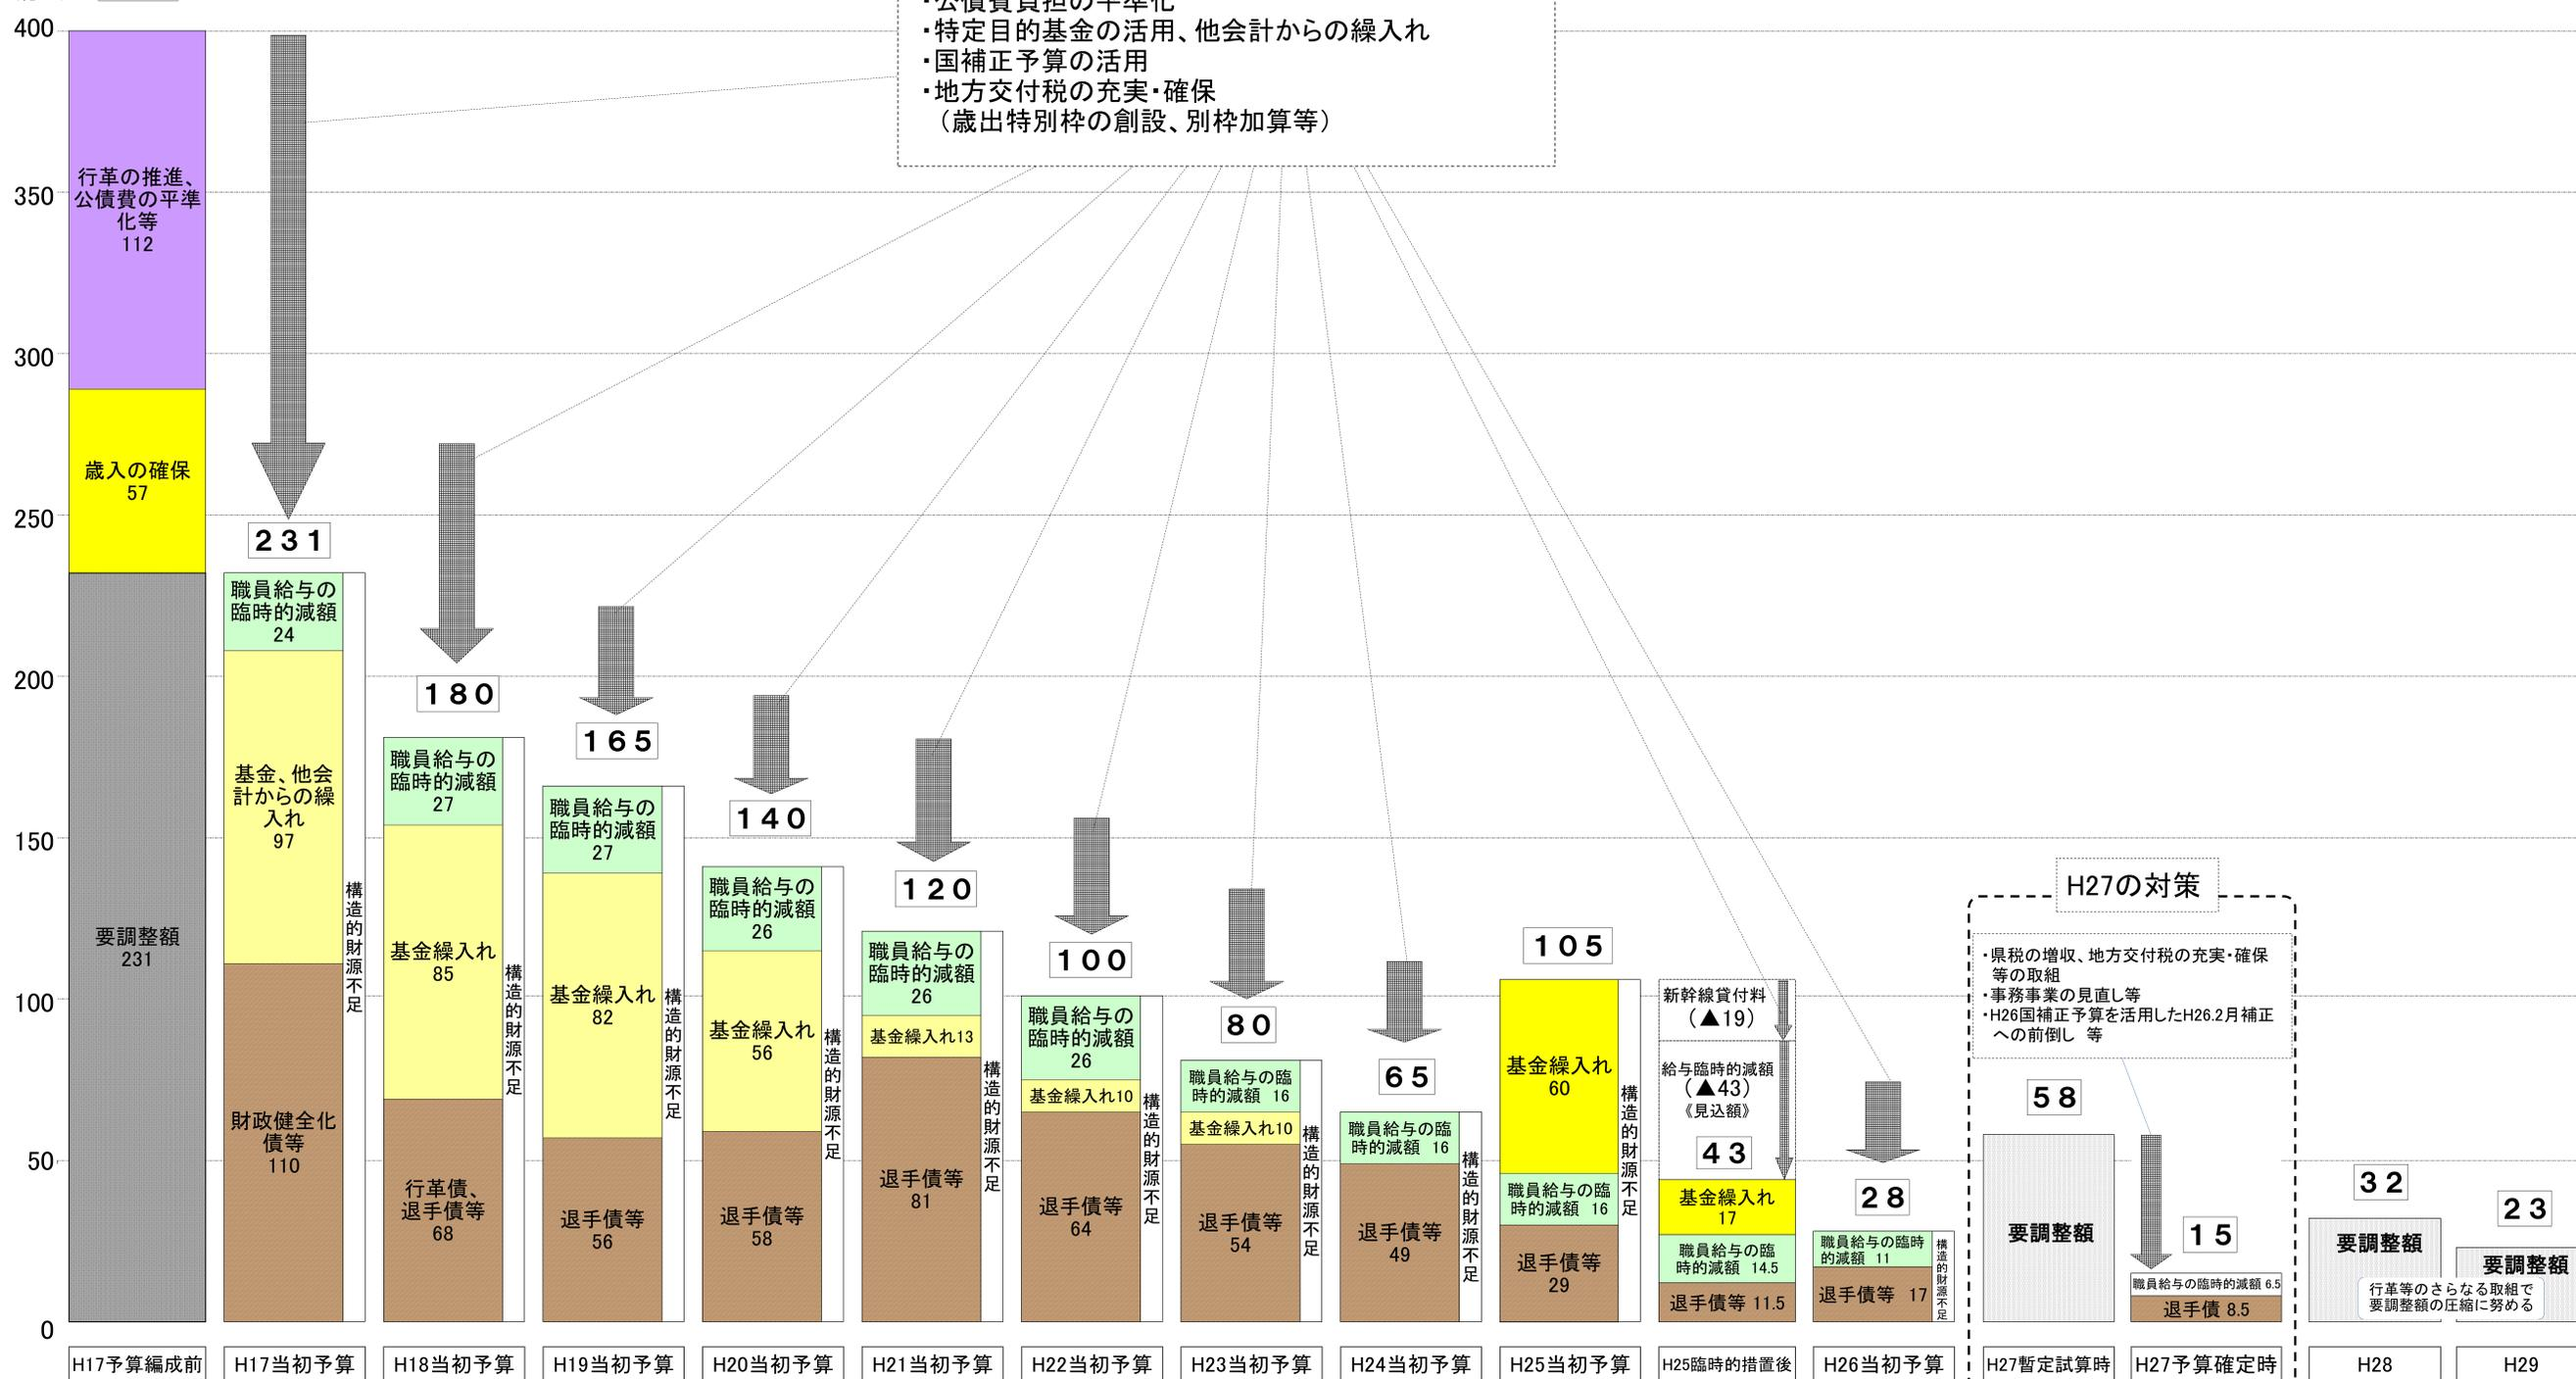 ・公債費負担の平準化
・特定目的基金の活用、他会計からの繰入れ
・国補正予算の活用
・地方交付税の充実・確保
（歳出特別枠の創設、別枠加算等）
400
350
300
250
200
150
100
50
0
行革の推進、
公債費の平準
化等
112
歳入の確保
57
要調整額
231
H17予算編成前
231
職員給与の
臨時的減額
24
基金、他会
計からの繰
入れ
97
財政健全化
債等
110
構造的財源不足
H17当初予算
180
職員給与の
臨時的減額
27
基金繰入れ
85
行革債、
退手債等
68
構造的財源不足
H18当初予算
165
職員給与の
臨時的減額
27
基金繰入れ
82
退手債等
56
構造的財源不足
H19当初予算
140
職員給与の
臨時的減額
26
基金繰入れ
56
退手債等
58
構造的財源不足
H20当初予算
120
職員給与の
臨時的減額
26
基金繰入れ13
退手債等
81
構造的財源不足
H21当初予算
100
職員給与の
臨時的減額
26
基金繰入れ10
退手債等
64
構造的財源不足
H22当初予算
80
職員給与の臨
時的減額 16
基金繰入れ10
退手債等
54
構造的財源不足
H23当初予算
65
職員給与の臨
時的減額 16
退手債等
49
構造的財源不足
H24当初予算
105
基金繰入れ
60
職員給与の臨
時的減額 16
退手債等
29
構造的財源不足
H25当初予算
新幹線貸付料
（▲19）
給与臨時的減額
（▲43）
《見込額》
43
基金繰入れ
17
職員給与の臨
時的減額 14.5
退手債等 11.5
H25臨時的措置後
28
職員給与の臨時
的減額 11
退手債等 17
構造的財源不足
H26当初予算
H27の対策
・県税の増収、地方交付税の充実・確保
等の取組
・事務事業の見直し等
・H26国補正予算を活用したH26.2月補正
への前倒し 等
58
要調整額
H27暫定試算時
15
職員給与の臨時的減額 6.5
退手債 8.5
H27予算確定時
32
要調整額
H28
23
要調整額
行革等のさらなる取組で
要調整額の圧縮に努める
H29